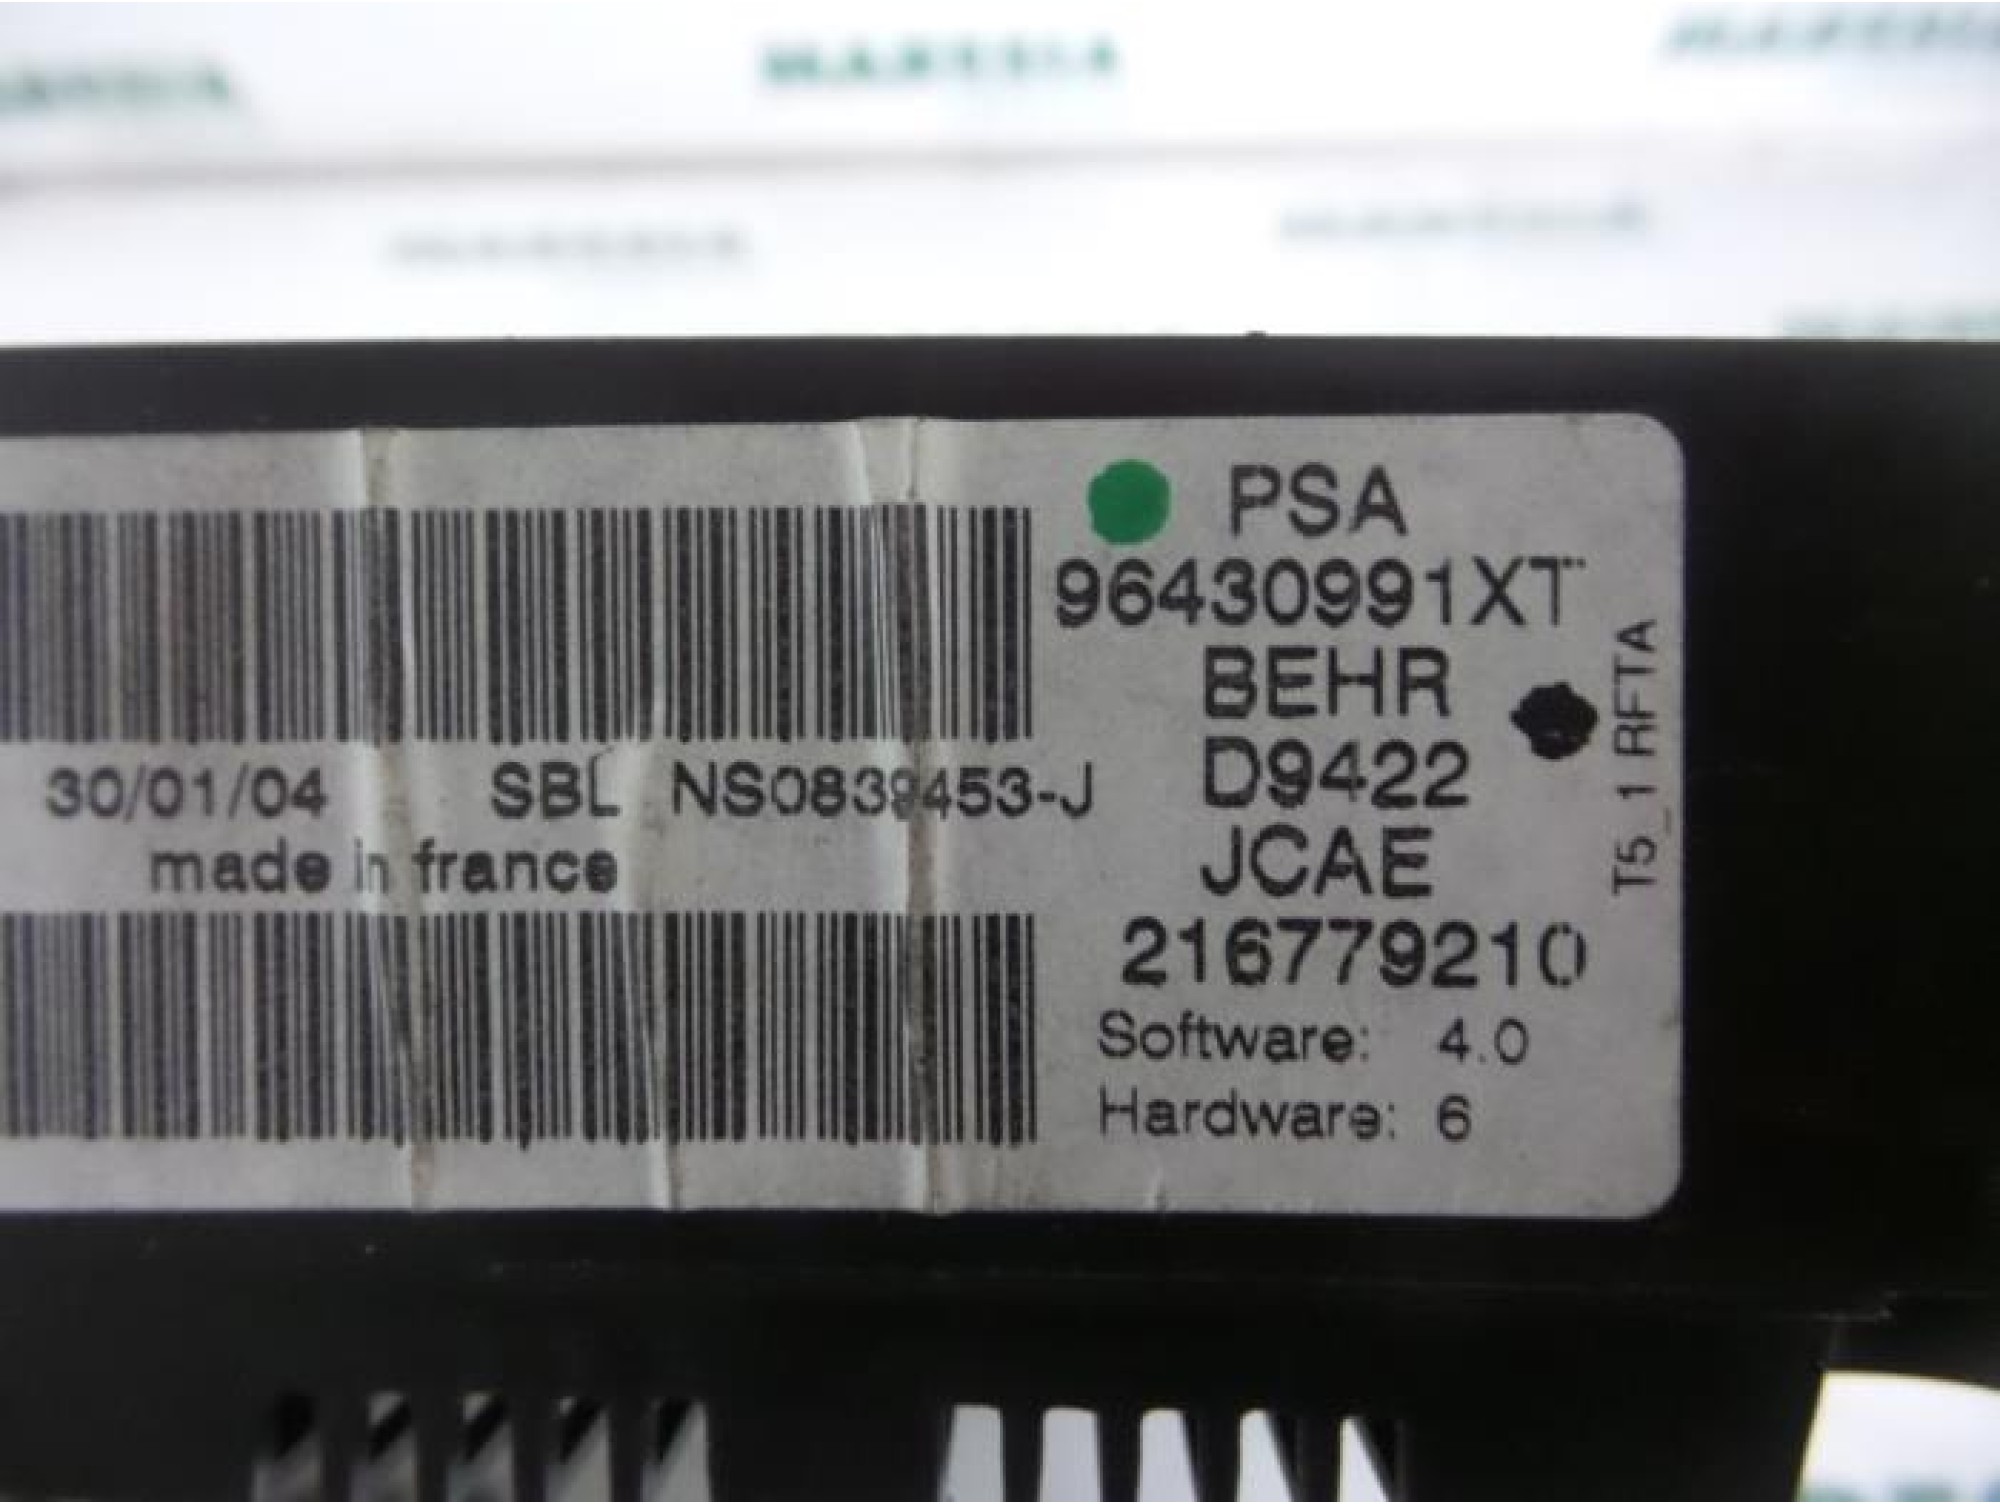 MARESIA
PSA
96430991XT
BEHR
D9422
JCAE
216779210
Software: 4.0
Hardware: 6
T5_1 RFTA
30/01/04 SBL NS0839453-J
made in france